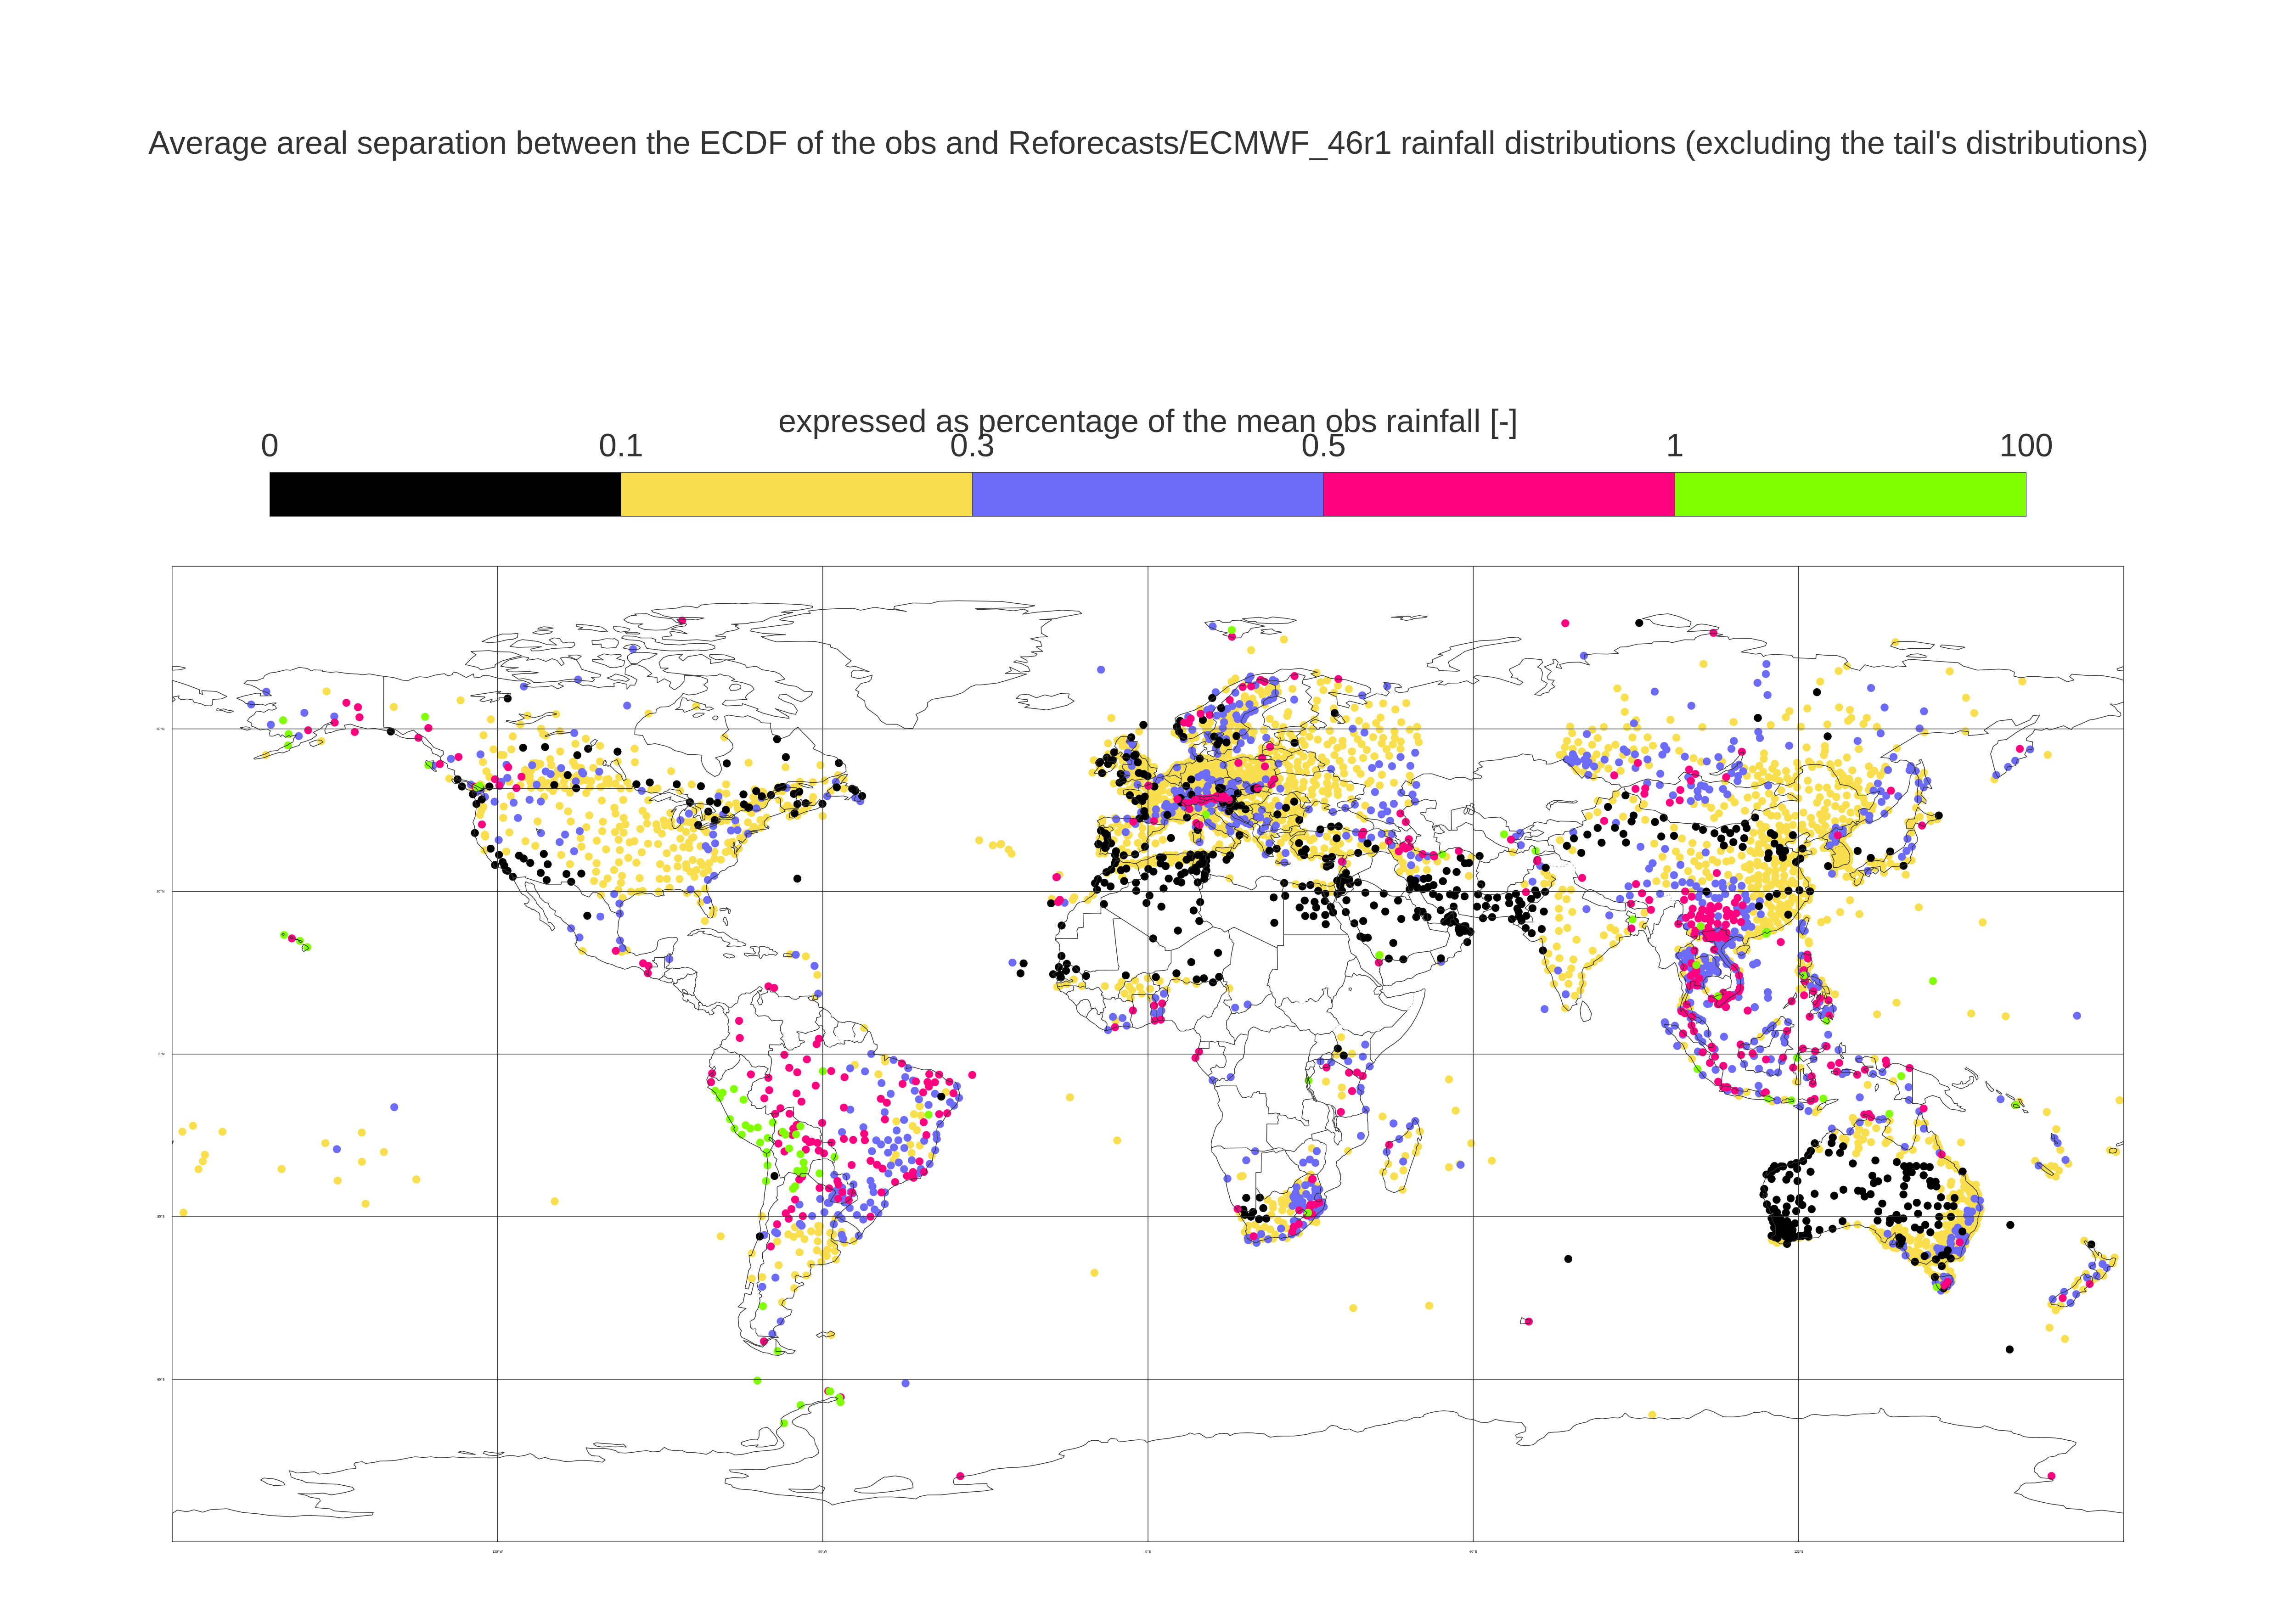 Average areal separation between the ECDF of the obs and Reforecasts/ECMWF_46r1 rainfall distributions (excluding the tail's distributions)
expressed as percentage of the mean obs rainfall [-]
0 0.1 0.3 0.5 1 100